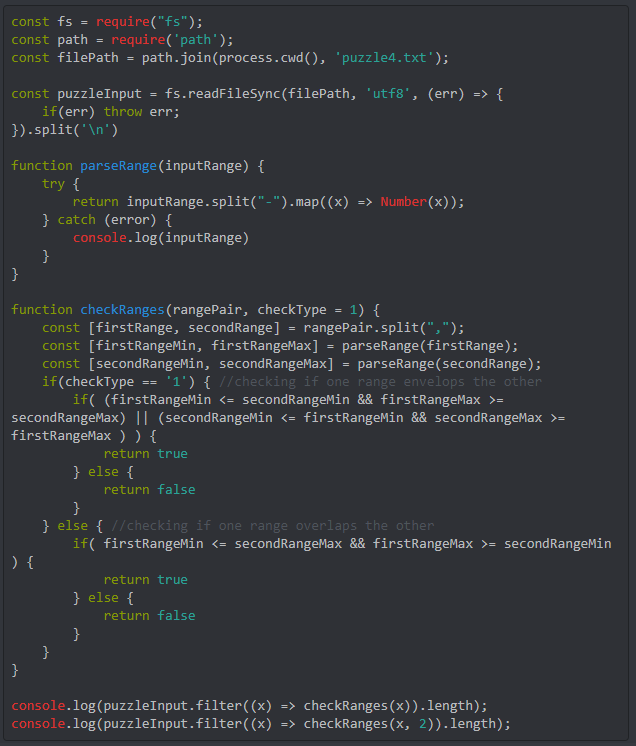 const fs = require("fs");
const path = require('path');
const filePath = path.join(process.cwd(), 'puzzle4.txt');

const puzzleInput = fs.readFileSync(filePath, 'utf8', (err) => {
    if(err) throw err;
}).split('\n')

function parseRange(inputRange) {
    try {
        return inputRange.split("-").map((x) => Number(x));
    } catch (error) {
        console.log(inputRange)
    }
}

function checkRanges(rangePair, checkType = 1) {
    const [firstRange, secondRange] = rangePair.split(",");
    const [firstRangeMin, firstRangeMax] = parseRange(firstRange);
    const [secondRangeMin, secondRangeMax] = parseRange(secondRange);
    if(checkType == '1') { //checking if one range envelops the other
        if( (firstRangeMin <= secondRangeMin && firstRangeMax >=
secondRangeMax) || (secondRangeMin <= firstRangeMin && secondRangeMax >=
firstRangeMax ) ) {
            return true
        } else {
            return false
        }
    } else { //checking if one range overlaps the other
        if( firstRangeMin <= secondRangeMax && firstRangeMax >= secondRangeMin
) {
            return true
        } else {
            return false
        }
    }
}

console.log(puzzleInput.filter((x) => checkRanges(x)).length);
console.log(puzzleInput.filter((x) => checkRanges(x, 2)).length);